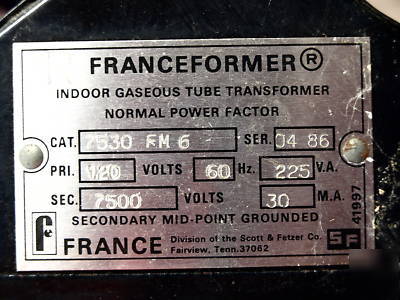 FRANCEFORMER®
INDOOR GASEOUS TUBE TRANSFORMER
NORMAL POWER FACTOR
CAT. 7530 FM 6 SER. 04 86
PRI. 120 VOLTS 60 Hz. 225 V.A.
SEC. 7500 VOLTS 30 M.A.
SECONDARY MID-POINT GROUNDED
f FRANCE Division of the Scott & Fetzer Co. SF
Fairview, Tenn.37062
41997